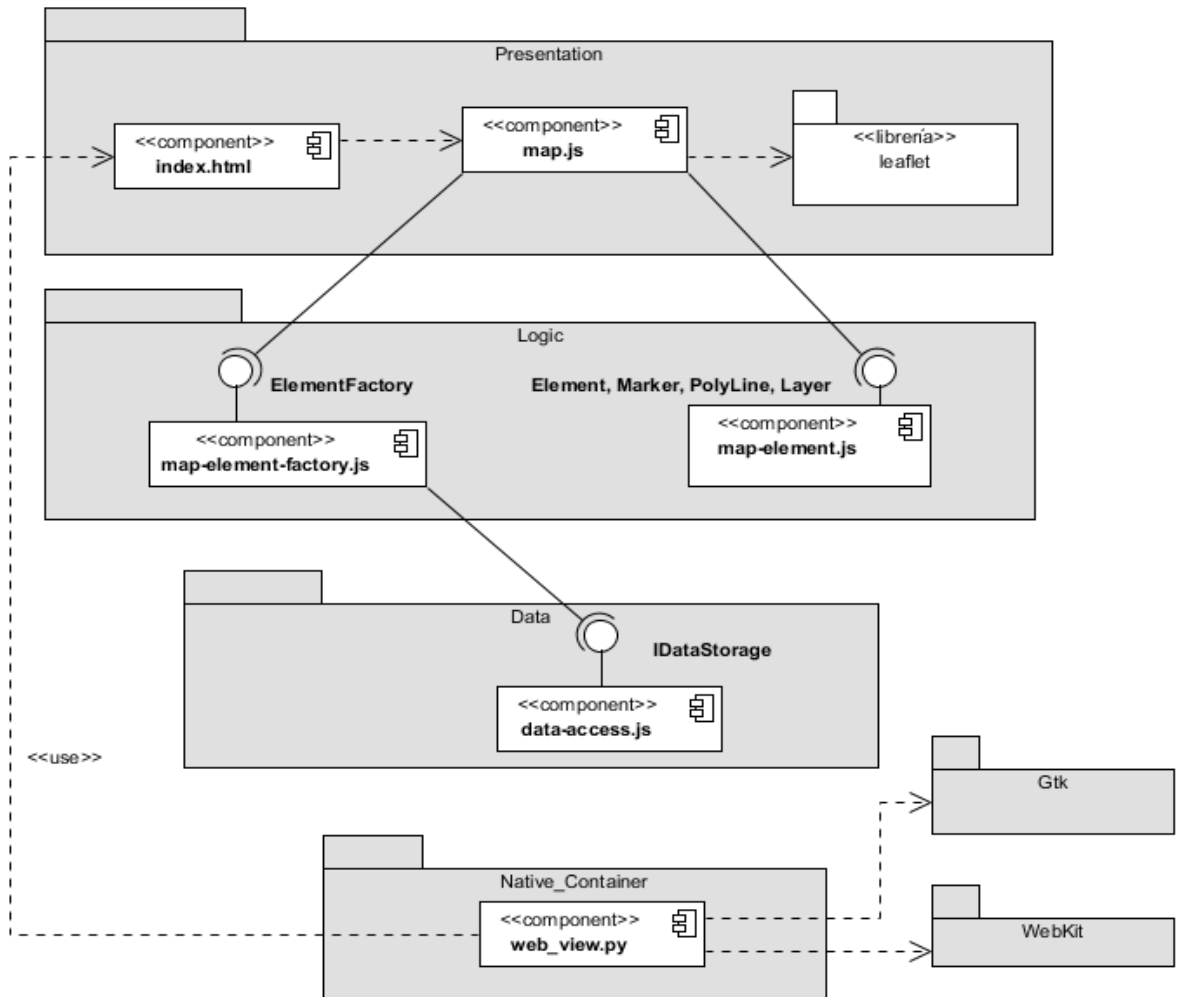 Presentation
<<component>>
index.html
<<component>>
map.js
<<librería>>
leaflet
Logic
ElementFactory
Element, Marker, PolyLine, Layer
<<component>>
map-element-factory.js
<<component>>
map-element.js
Data
IDataStorage
<<component>>
data-access.js
<<use>>
Gtk
Native_Container
<<component>>
web_view.py
WebKit